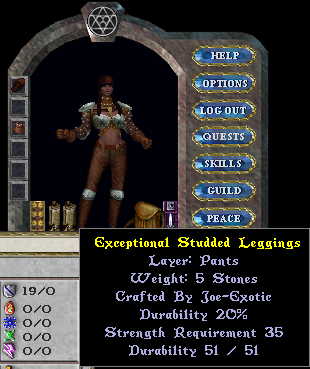 HELP
OPTIONS
LOG OUT
QUESTS
SKILLS
GUILD
PEACE
Exceptional Studded Leggings
Layer: Pants
Weight: 5 Stones
Crafted By Joe-Exotic
Durability 20%
Strength Requirement 35
Durability 51 / 51
19/0
0/0
0/0
0/0
0/0